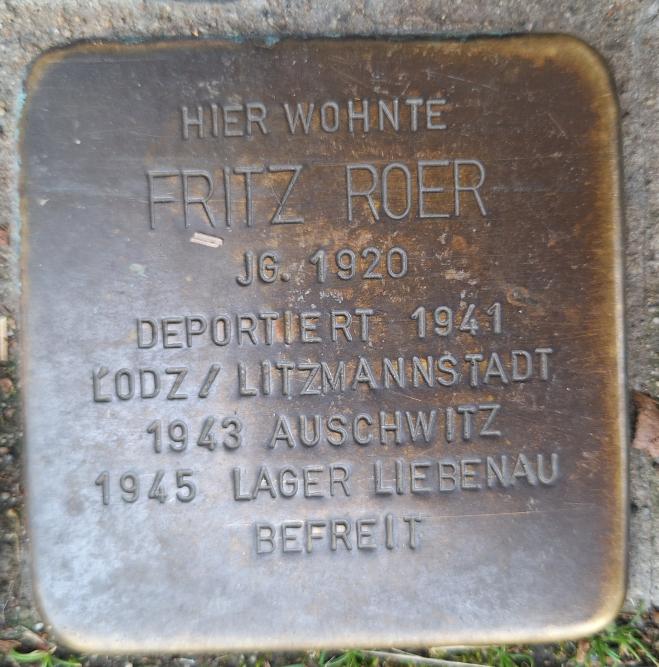 HIER WOHNTE
FRITZ ROER
JG. 1920
DEPORTIERT 1941
ŁODZ / LITZMANNSTADT
1943 AUSCHWITZ
1945 LAGER LIEBENAU
BEFREIT